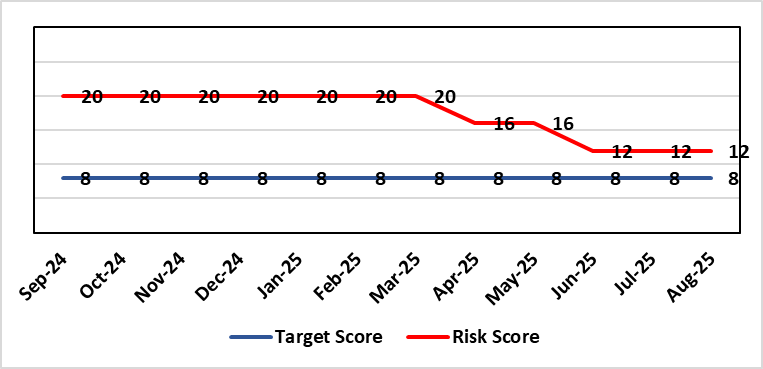 20 20 20 20 20 20 20 16 16 12 12 12
8 8 8 8 8 8 8 8 8 8 8 8
Sep-24 Oct-24 Nov-24 Dec-24 Jan-25 Feb-25 Mar-25 Apr-25 May-25 Jun-25 Jul-25 Aug-25
Target Score Risk Score